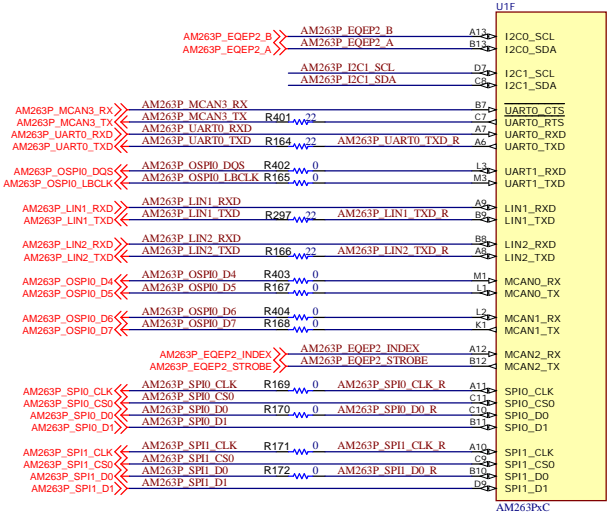 U1F
AM263P_EQEP2_B AM263P_EQEP2_B A13 I2C0_SCL
AM263P_EQEP2_A AM263P_EQEP2_A B13 I2C0_SDA
AM263P_I2C1_SCL D7 I2C1_SCL
AM263P_I2C1_SDA C8 I2C1_SDA
AM263P_MCAN3_RX AM263P_MCAN3_RX B7 UART0_CTS
AM263P_MCAN3_TX AM263P_MCAN3_TX R401 22 C7 UART0_RTS
AM263P_UART0_RXD AM263P_UART0_RXD A7 UART0_RXD
AM263P_UART0_TXD AM263P_UART0_TXD R164 22 AM263P_UART0_TXD_R A6 UART0_TXD
AM263P_OSPI0_DQS AM263P_OSPI0_DQS R402 0 L3 UART1_RXD
AM263P_OSPI0_LBCLK AM263P_OSPI0_LBCLK R165 0 M3 UART1_TXD
AM263P_LIN1_RXD AM263P_LIN1_RXD A9 LIN1_RXD
AM263P_LIN1_TXD AM263P_LIN1_TXD R297 22 AM263P_LIN1_TXD_R B9 LIN1_TXD
AM263P_LIN2_RXD AM263P_LIN2_RXD B8 LIN2_RXD
AM263P_LIN2_TXD AM263P_LIN2_TXD R166 22 AM263P_LIN2_TXD_R A8 LIN2_TXD
AM263P_OSPI0_D4 AM263P_OSPI0_D4 R403 0 M1 MCAN0_RX
AM263P_OSPI0_D5 AM263P_OSPI0_D5 R167 0 L1 MCAN0_TX
AM263P_OSPI0_D6 AM263P_OSPI0_D6 R404 0 L2 MCAN1_RX
AM263P_OSPI0_D7 AM263P_OSPI0_D7 R168 0 K1 MCAN1_TX
AM263P_EQEP2_INDEX AM263P_EQEP2_INDEX A12 MCAN2_RX
AM263P_EQEP2_STROBE AM263P_EQEP2_STROBE B12 MCAN2_TX
AM263P_SPI0_CLK AM263P_SPI0_CLK R169 0 AM263P_SPI0_CLK_R A11 SPI0_CLK
AM263P_SPI0_CS0 AM263P_SPI0_CS0 C11 SPI0_CS0
AM263P_SPI0_D0 AM263P_SPI0_D0 R170 0 AM263P_SPI0_D0_R C10 SPI0_D0
AM263P_SPI0_D1 AM263P_SPI0_D1 B11 SPI0_D1
AM263P_SPI1_CLK AM263P_SPI1_CLK R171 0 AM263P_SPI1_CLK_R A10 SPI1_CLK
AM263P_SPI1_CS0 AM263P_SPI1_CS0 C9 SPI1_CS0
AM263P_SPI1_D0 AM263P_SPI1_D0 R172 0 AM263P_SPI1_D0_R B10 SPI1_D0
AM263P_SPI1_D1 AM263P_SPI1_D1 D9 SPI1_D1
AM263PxC